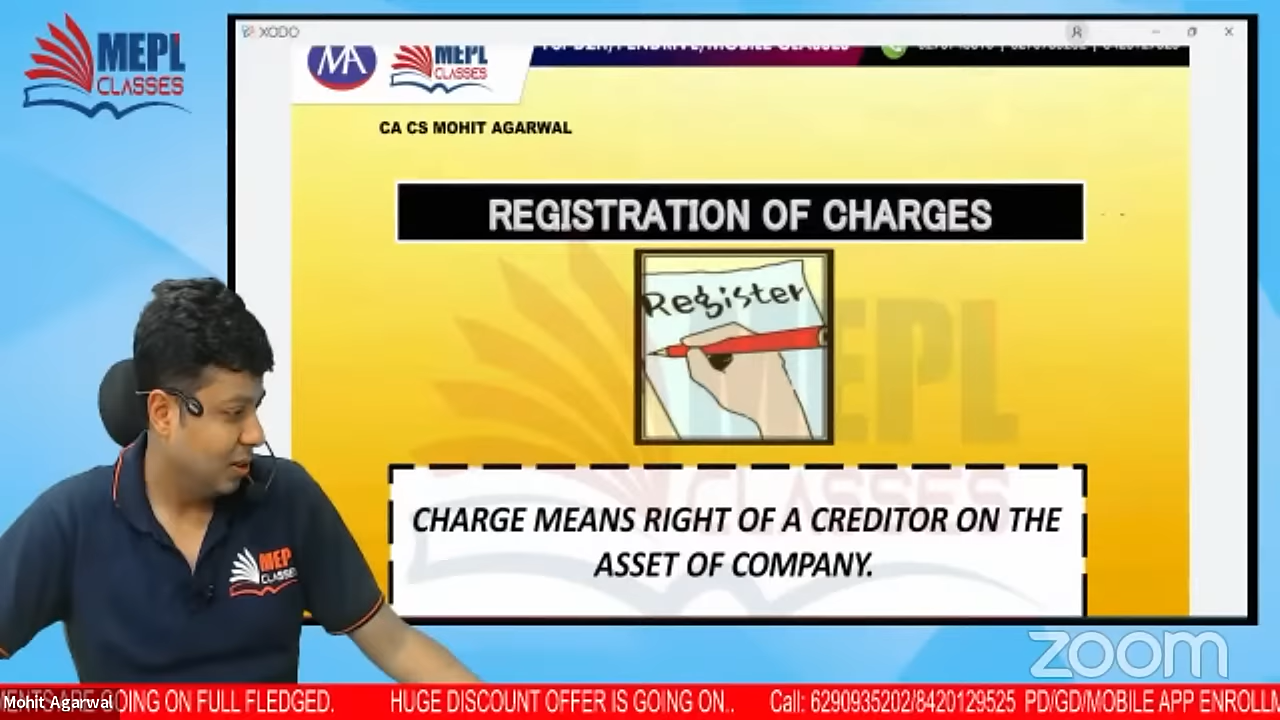 MEPL
CLASSES
XODO
MA
MEPL
CLASSES
CA CS MOHIT AGARWAL
REGISTRATION OF CHARGES
Register
MEPL
CLASSES
CHARGE MEANS RIGHT OF A CREDITOR ON THE
ASSET OF COMPANY.
MEPL
CLASSES
zoom
Mohit Agarwal
GOING ON FULL FLEDGED. HUGE DISCOUNT OFFER IS GOING ON.. Call: 6290935202/8420129525 PD/GD/MOBILE APP